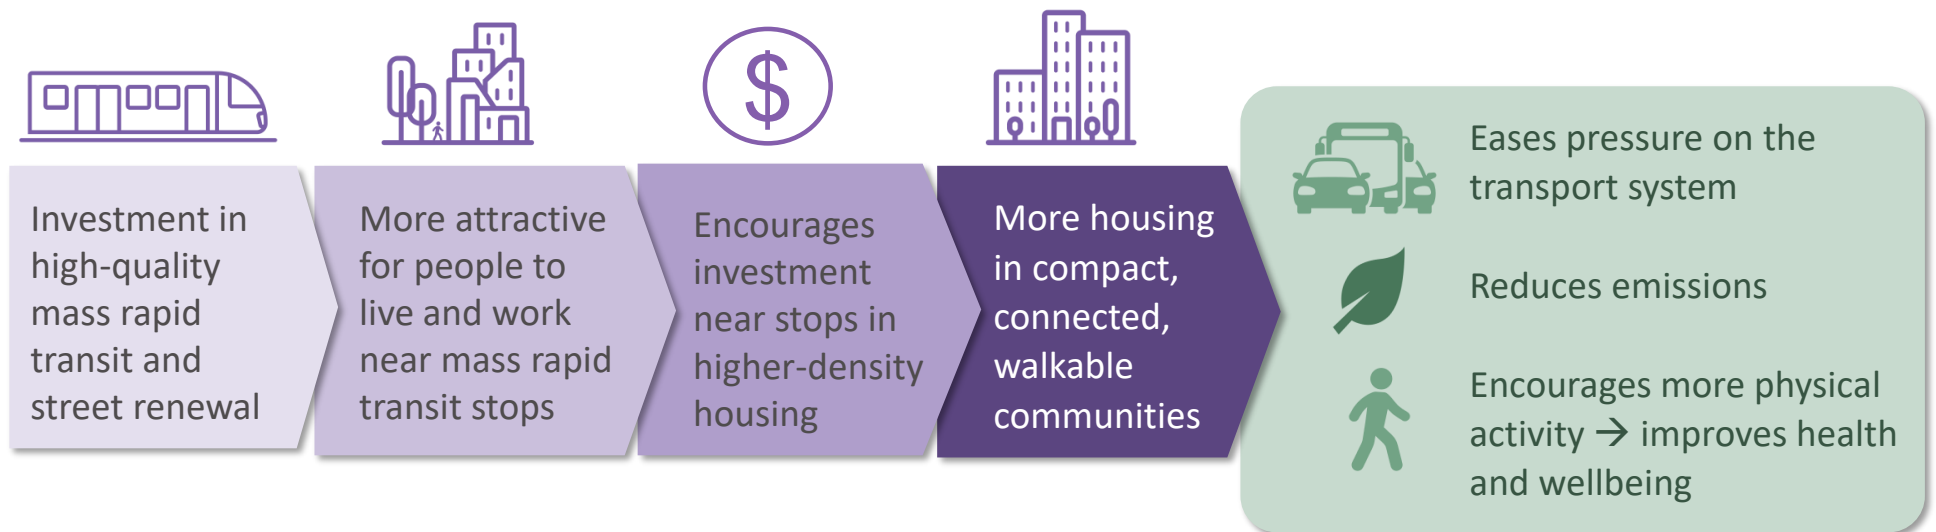 Investment in
high-quality
mass rapid
transit and
street renewal
More attractive
for people to
live and work
near mass rapid
transit stops
$
Encourages
investment
near stops in
higher-density
housing
More housing
in compact,
connected,
walkable
communities
Eases pressure on the
transport system
Reduces emissions
Encourages more physical
activity → improves health
and wellbeing